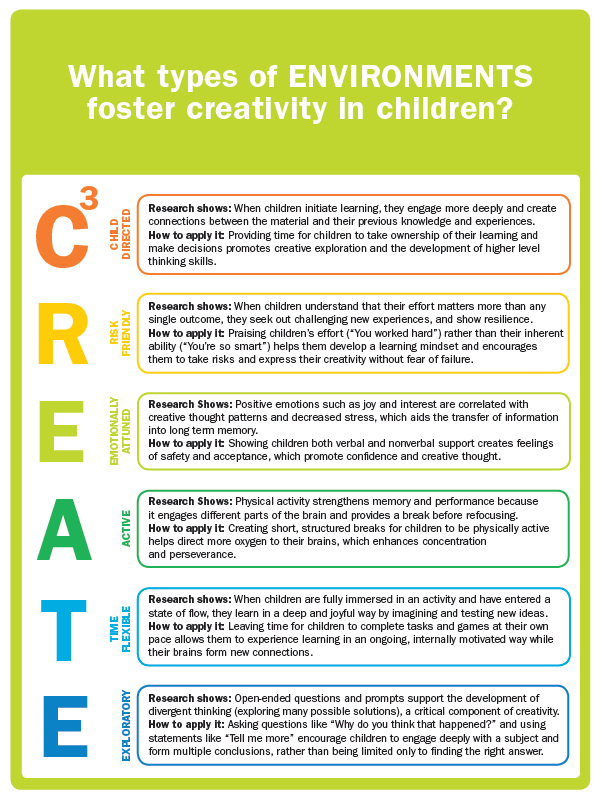 What types of ENVIRONMENTS
foster creativity in children?
C3
CHILD
DIRECTED
Research shows: When children initiate learning, they engage more deeply and create
connections between the material and their previous knowledge and experiences.
How to apply it: Providing time for children to take ownership of their learning and
make decisions promotes creative exploration and the development of higher level
thinking skills.
R
RISK
FRIENDLY
Research shows: When children understand that their effort matters more than any
single outcome, they seek out challenging new experiences, and show resilience.
How to apply it: Praising children's effort (“You worked hard”) rather than their inherent
ability (“You're so smart”) helps them develop a learning mindset and encourages
them to take risks and express their creativity without fear of failure.
E
EMOTIONALLY
ATTUNED
Research Shows: Positive emotions such as joy and interest are correlated with
creative thought patterns and decreased stress, which aids the transfer of information
into long term memory.
How to apply it: Showing children both verbal and nonverbal support creates feelings
of safety and acceptance, which promote confidence and creative thought.
A
ACTIVE
Research Shows: Physical activity strengthens memory and performance because
it engages different parts of the brain and provides a break before refocusing.
How to apply it: Creating short, structured breaks for children to be physically active
helps direct more oxygen to their brains, which enhances concentration
and perseverance.
T
TIME
FLEXIBLE
Research shows: When children are fully immersed in an activity and have entered a
state of flow, they learn in a deep and joyful way by imagining and testing new ideas.
How to apply it: Leaving time for children to complete tasks and games at their own
pace allows them to experience learning in an ongoing, internally motivated way while
their brains form new connections.
E
EXPLORATORY
Research shows: Open-ended questions and prompts support the development of
divergent thinking (exploring many possible solutions), a critical component of creativity.
How to apply it: Asking questions like “Why do you think that happened?” and using
statements like “Tell me more” encourage children to engage deeply with a subject and
form multiple conclusions, rather than being limited only to finding the right answer.